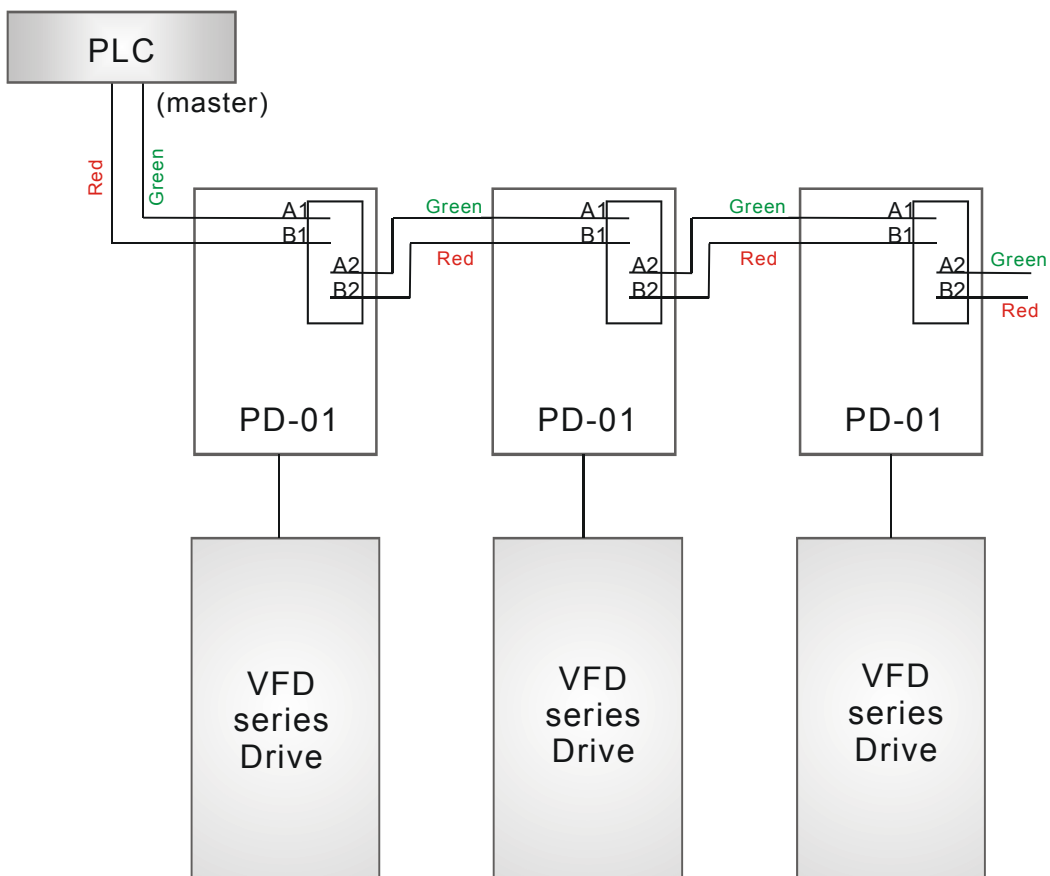 PLC
(master)
Red
Green
A1
B1
A2
B2
Green
Red
A1
B1
A2
B2
Green
Red
A1
B1
A2
B2
Green
Red
PD-01
PD-01
PD-01
VFD
series
Drive
VFD
series
Drive
VFD
series
Drive